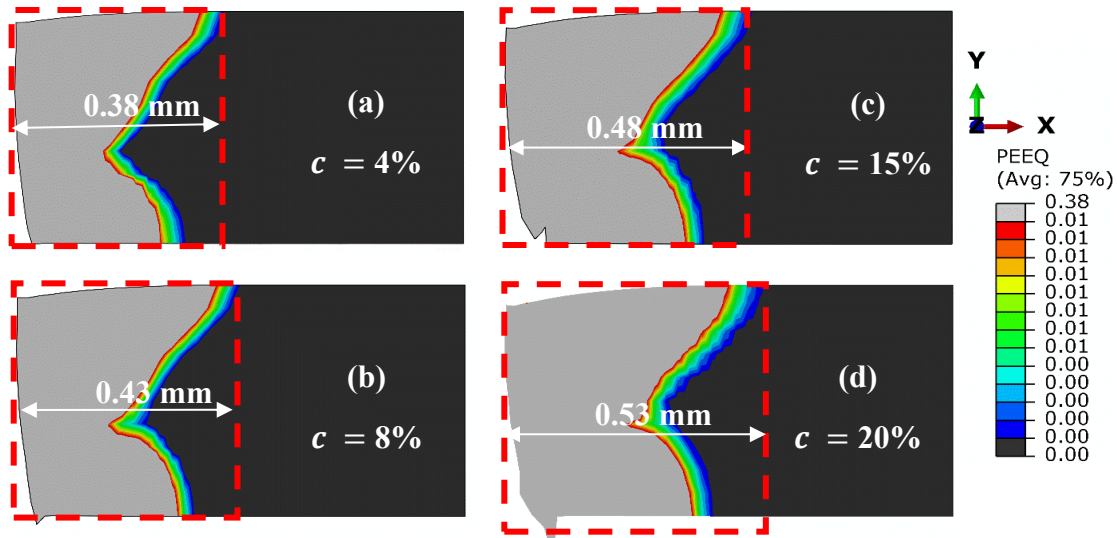 0.38 mm
(a)
c = 4%
0.48 mm
(c)
c = 15%
0.43 mm
(b)
c = 8%
0.53 mm
(d)
c = 20%
Y
Z
X
PEEQ
(Avg: 75%)
0.38
0.01
0.01
0.01
0.01
0.01
0.01
0.01
0.00
0.00
0.00
0.00
0.00
0.00